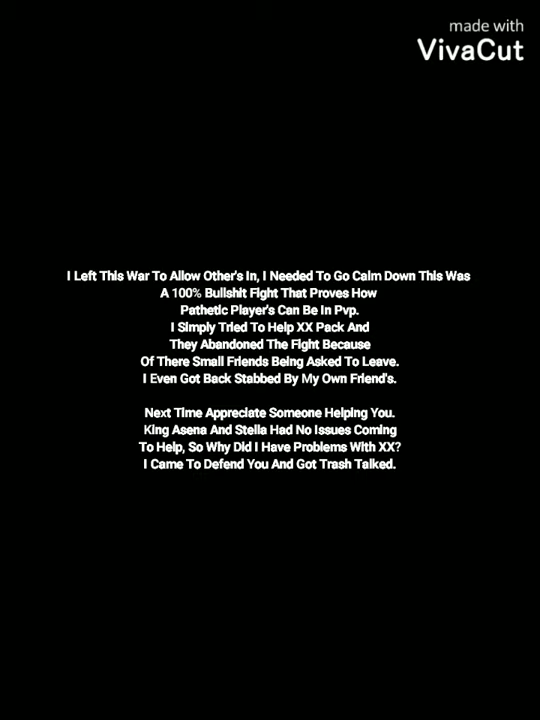 made with
VivaCut
I Left This War To Allow Other's In, I Needed To Go Calm Down This Was
A 100% Bullshit Fight That Proves How
Pathetic Player's Can Be In Pvp.
I Simply Tried To Help XX Pack And
They Abandoned The Fight Because
Of There Small Friends Being Asked To Leave.
I Even Got Back Stabbed By My Own Friend's.
Next Time Appreciate Someone Helping You.
King Asena And Stella Had No Issues Coming
To Help, So Why Did I Have Problems With XX?
I Came To Defend You And Got Trash Talked.